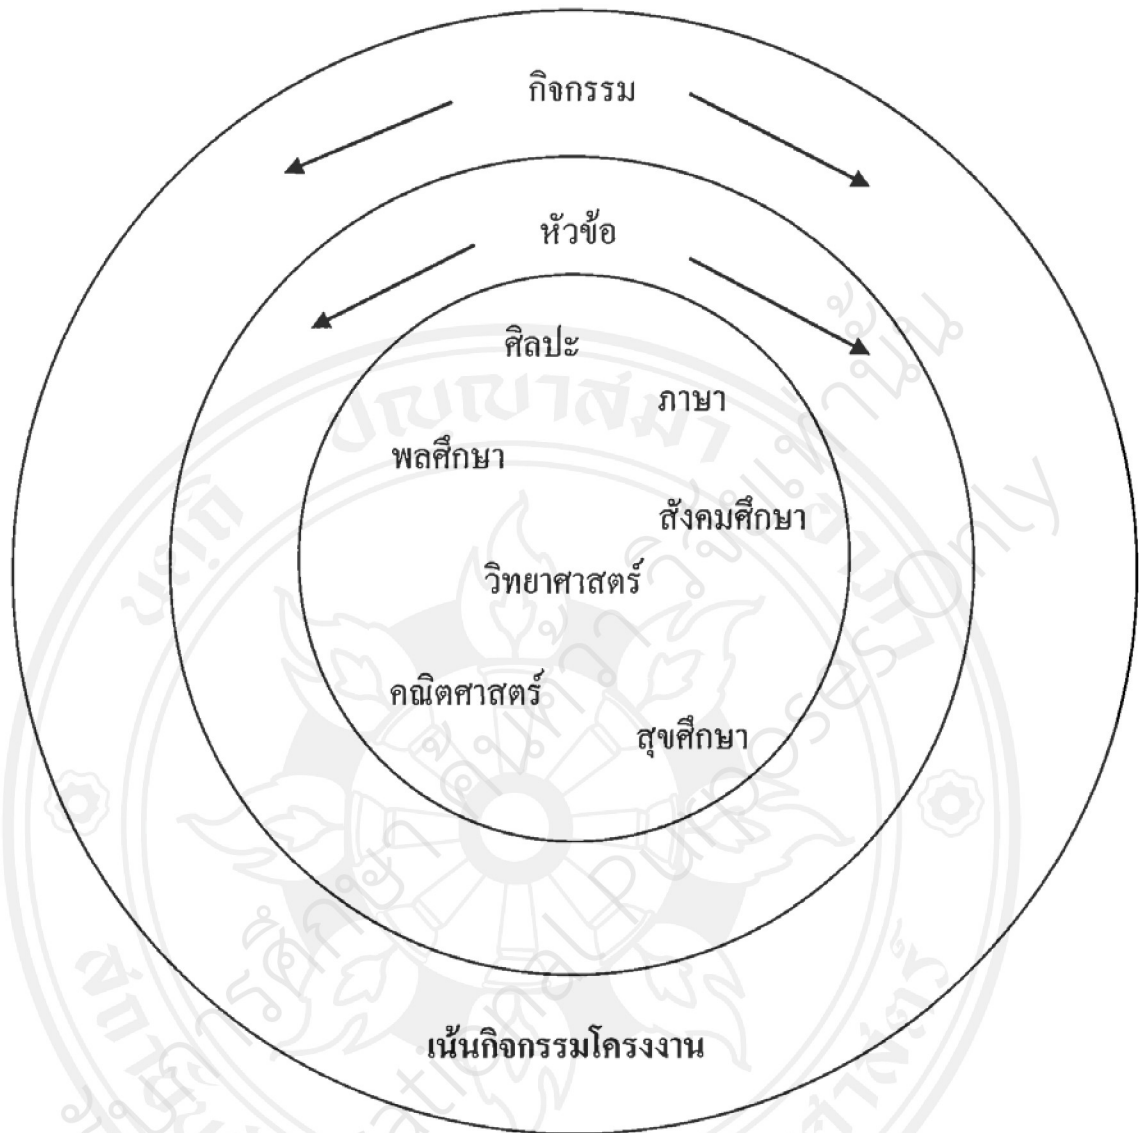 กิจกรรม
หัวข้อ
ศิลปะ
ภาษา
พลศึกษา
สังคมศึกษา
วิทยาศาสตร์
คณิตศาสตร์
สุขศึกษา
เน้นกิจกรรมโครงงาน
Purposes Only